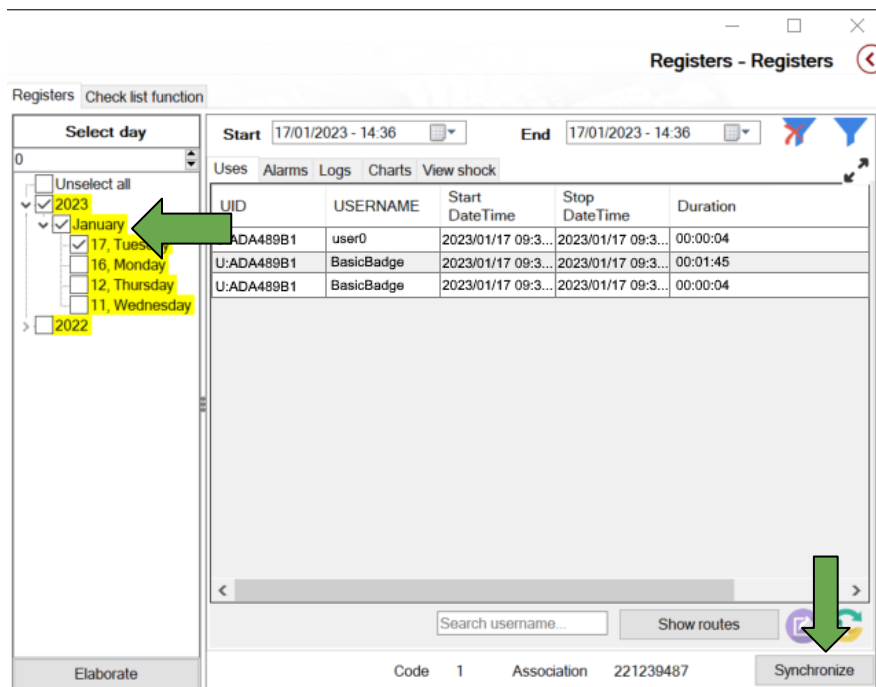 Registers - Registers
Registers Check list function
Select day
0
Unselect all
2023
January
17, Tuesday
16, Monday
12, Thursday
11, Wednesday
2022
Start 17/01/2023 - 14:36 End 17/01/2023 - 14:36
Uses Alarms Logs Charts View shock
UID USERNAME Start DateTime Stop DateTime Duration
ADA489B1 user0 2023/01/17 09:3... 2023/01/17 09:3... 00:00:04
U:ADA489B1 BasicBadge 2023/01/17 09:3... 2023/01/17 09:3... 00:01:45
U:ADA489B1 BasicBadge 2023/01/17 09:3... 2023/01/17 09:3... 00:00:04
Search username... Show routes
Elaborate Code 1 Association 221239487 Synchronize